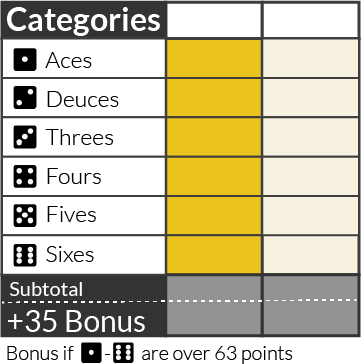 Categories
Aces
Deuces
Threes
Fours
Fives
Sixes
Subtotal
+35 Bonus
Bonus if - are over 63 points